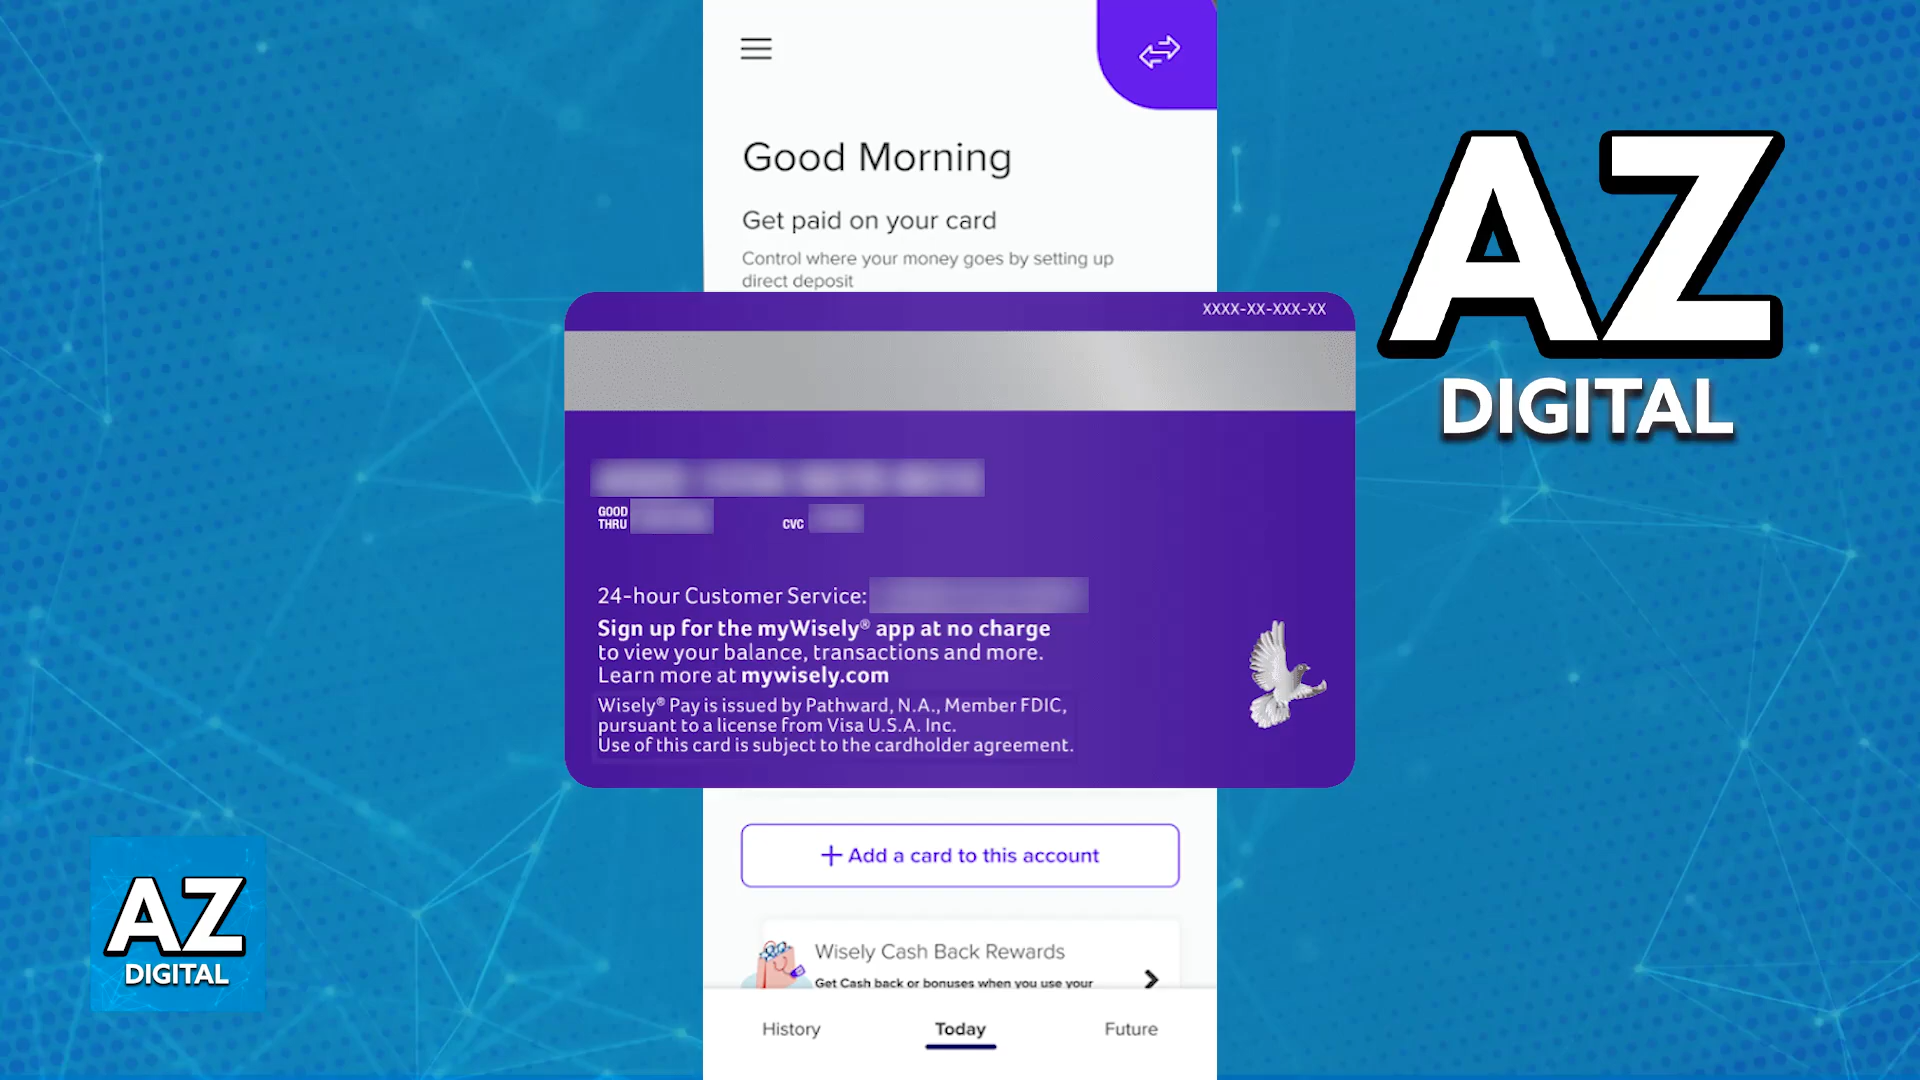 Good Morning
Get paid on your card
Control where your money goes by setting up
direct deposit
XXXX-XX-XXX-XX
AZ
DIGITAL
GOOD
THRU
CVC
24-hour Customer Service:
Sign up for the myWisely® app at no charge
to view your balance, transactions and more.
Learn more at mywisely.com
Wisely® Pay is issued by Pathward, N.A., Member FDIC,
pursuant to a license from Visa U.S.A. Inc.
Use of this card is subject to the cardholder agreement.
+ Add a card to this account
AZ
DIGITAL
Wisely Cash Back Rewards
Get Cash back or bonuses when you use your
History
Today
Future